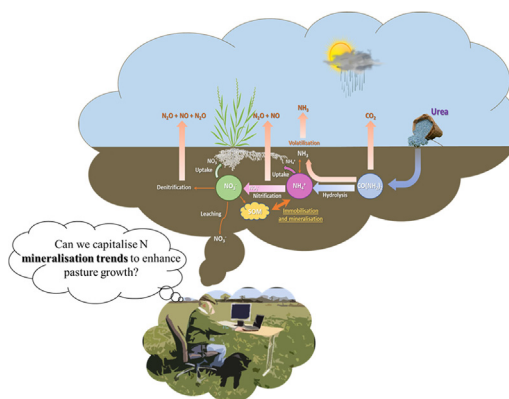 Urea
N₂O + NO + N₂O
N₂O + NO
NH₃
CO₂
Volatilisation
NH₃
NO₃⁻
Uptake
NH₄⁺
Uptake
Denitrification
NO₃⁻
Nitrification
NH₄⁺
Hydrolysis
CO(NH₂)₂
SOM
Immobilisation
and mineralisation
Leaching
NO₃⁻
Can we capitalise N
mineralisation trends to enhance
pasture growth?